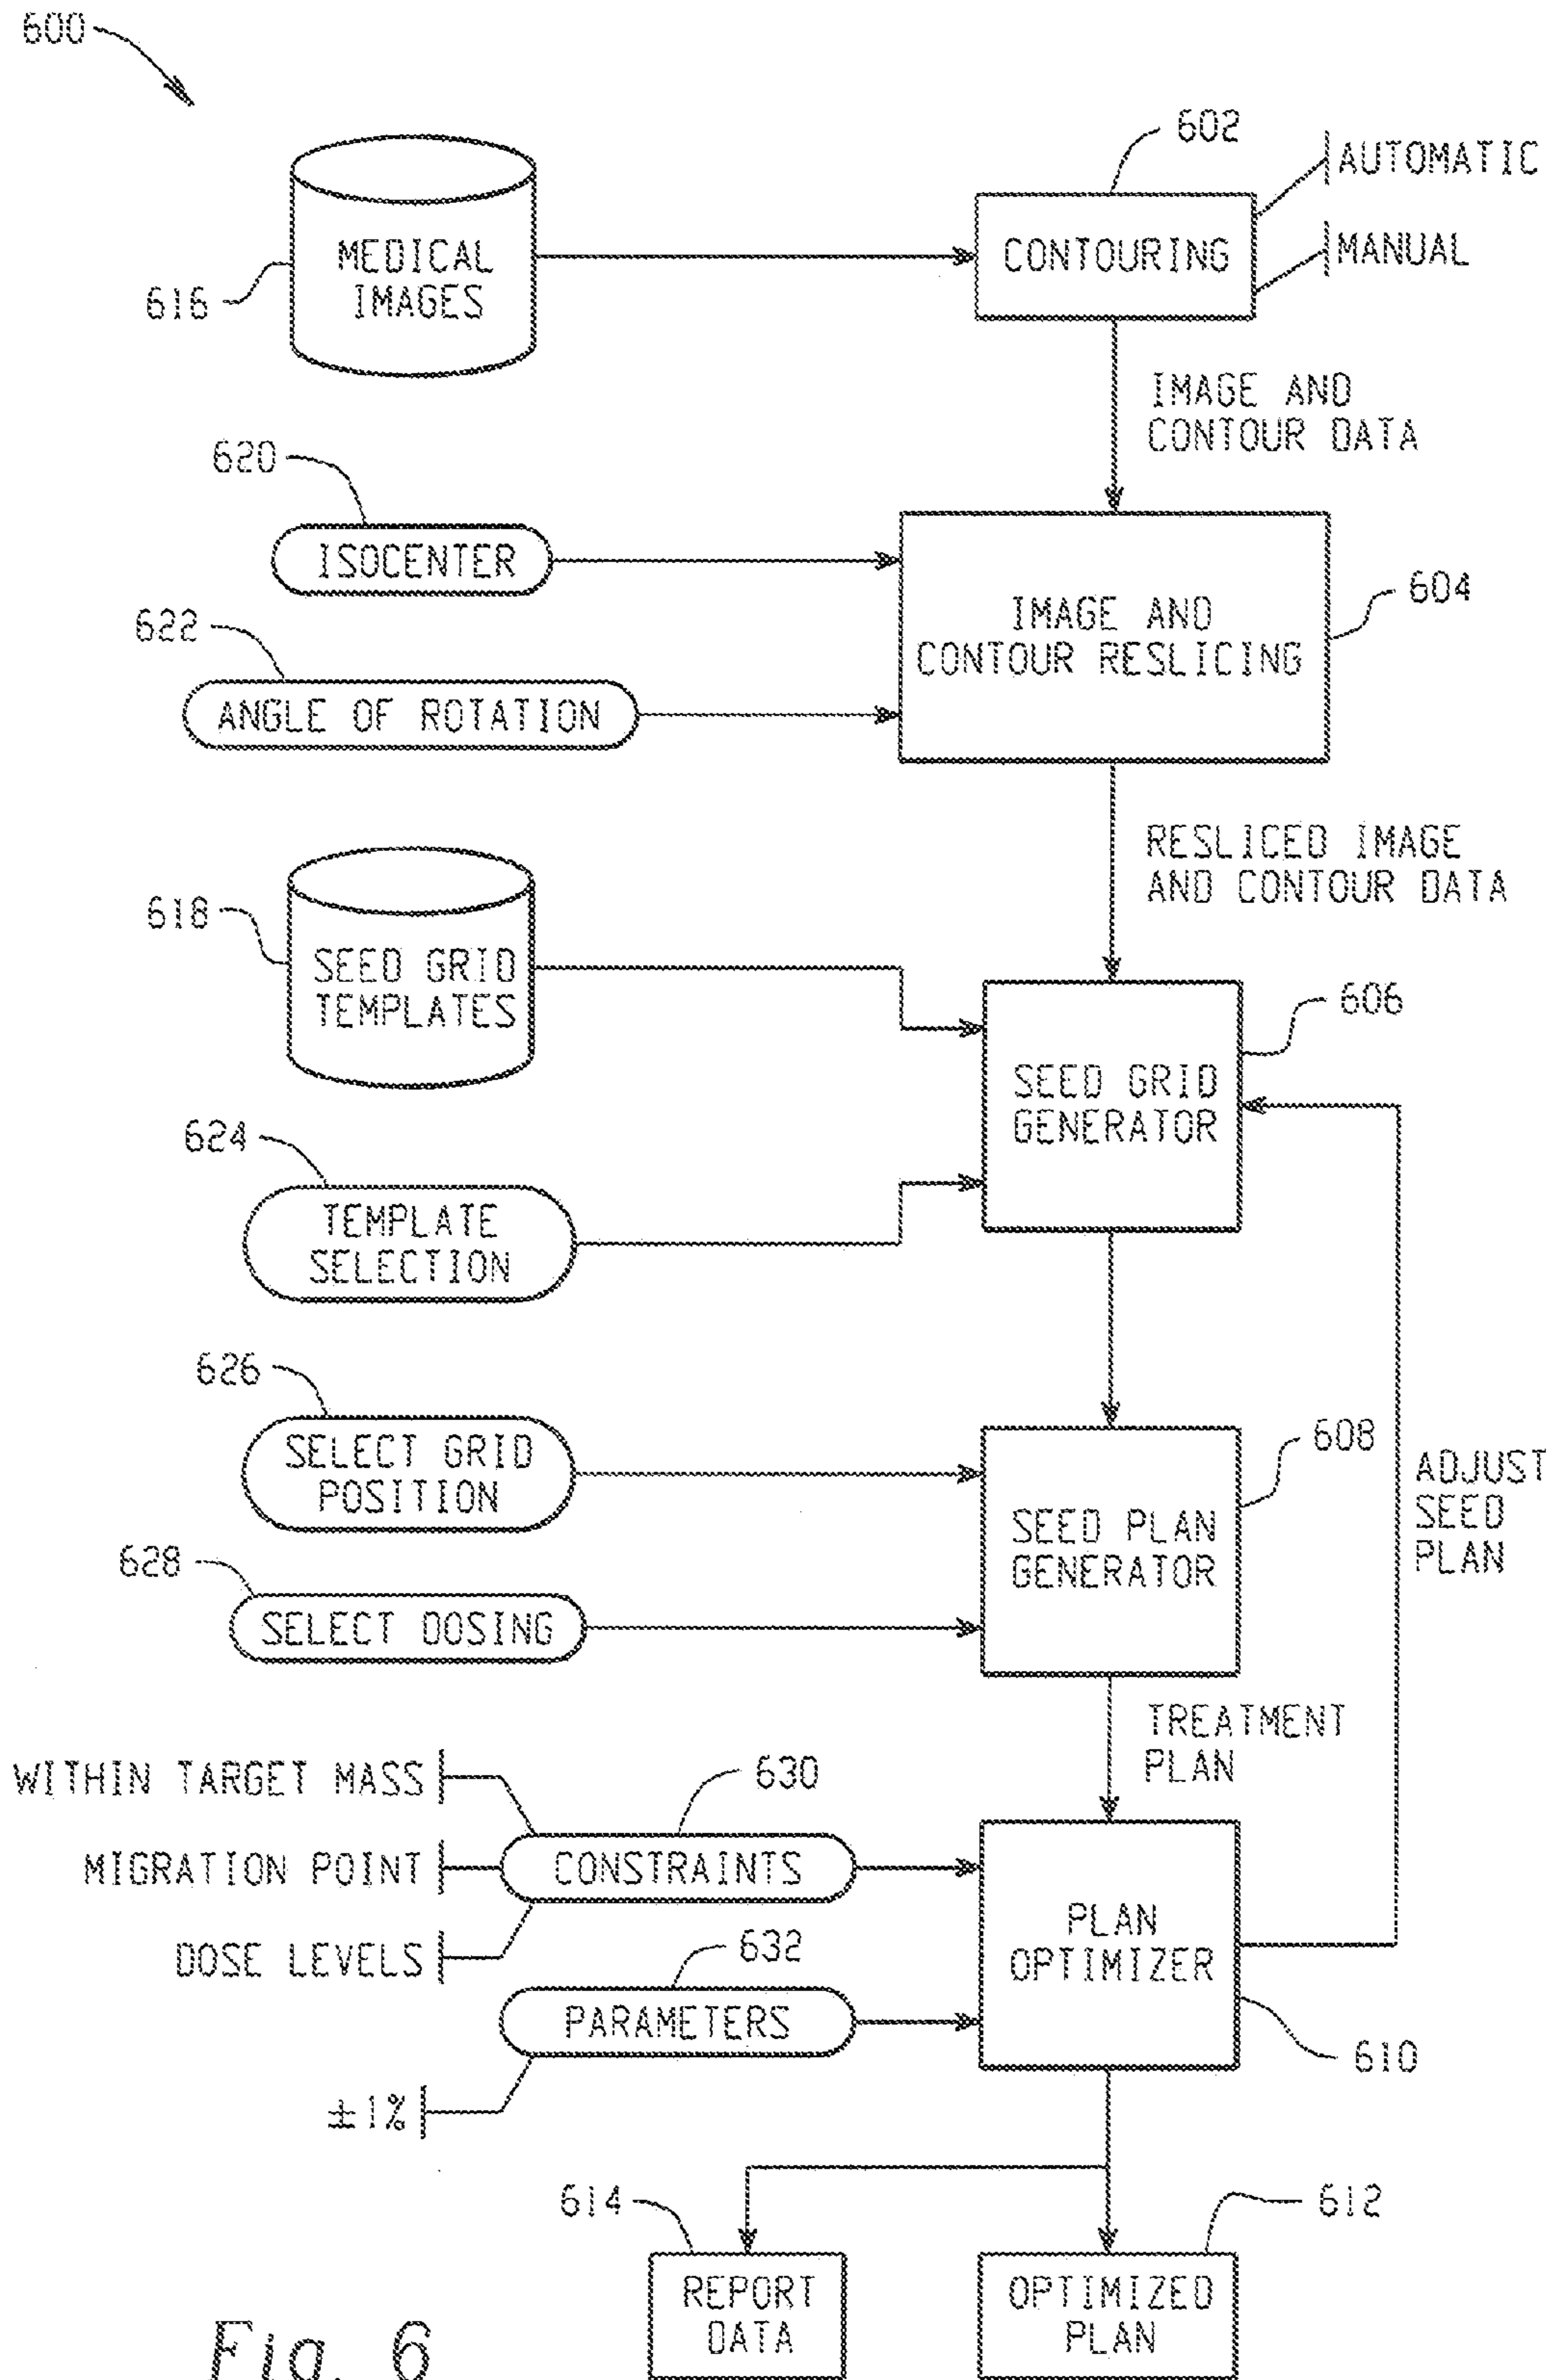 600
602
AUTOMATIC
MANUAL
CONTOURING
MEDICAL
IMAGES
616
IMAGE AND
CONTOUR DATA
620
ISOCENTER
604
IMAGE AND
CONTOUR RESLICING
622
ANGLE OF ROTATION
RESLICED IMAGE
AND CONTOUR DATA
618
SEED GRID
TEMPLATES
606
SEED GRID
GENERATOR
624
TEMPLATE
SELECTION
626
SELECT GRID
POSITION
608
ADJUST
SEED
PLAN
SEED PLAN
GENERATOR
628
SELECT DOSING
TREATMENT
PLAN
WITHIN TARGET MASS
630
MIGRATION POINT
CONSTRAINTS
DOSE LEVELS
PLAN
OPTIMIZER
632
PARAMETERS
610
±1%
614
612
REPORT
DATA
OPTIMIZED
PLAN
Fig. 6